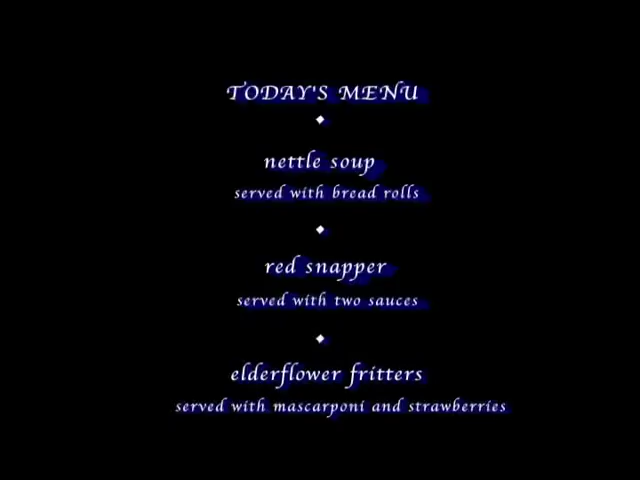 TODAY'S MENU
nettle soup
served with bread rolls
red snapper
served with two sauces
elderflower fritters
served with mascarponi and strawberries